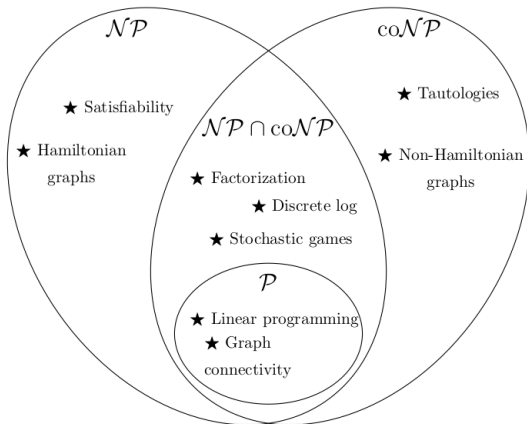 𝒩𝒫
co𝒩𝒫
★ Satisfiability
★ Hamiltonian
graphs
𝒩𝒫 ∩ co𝒩𝒫
★ Factorization
★ Discrete log
★ Stochastic games
★ Tautologies
★ Non-Hamiltonian
graphs
𝒫
★ Linear programming
★ Graph
connectivity